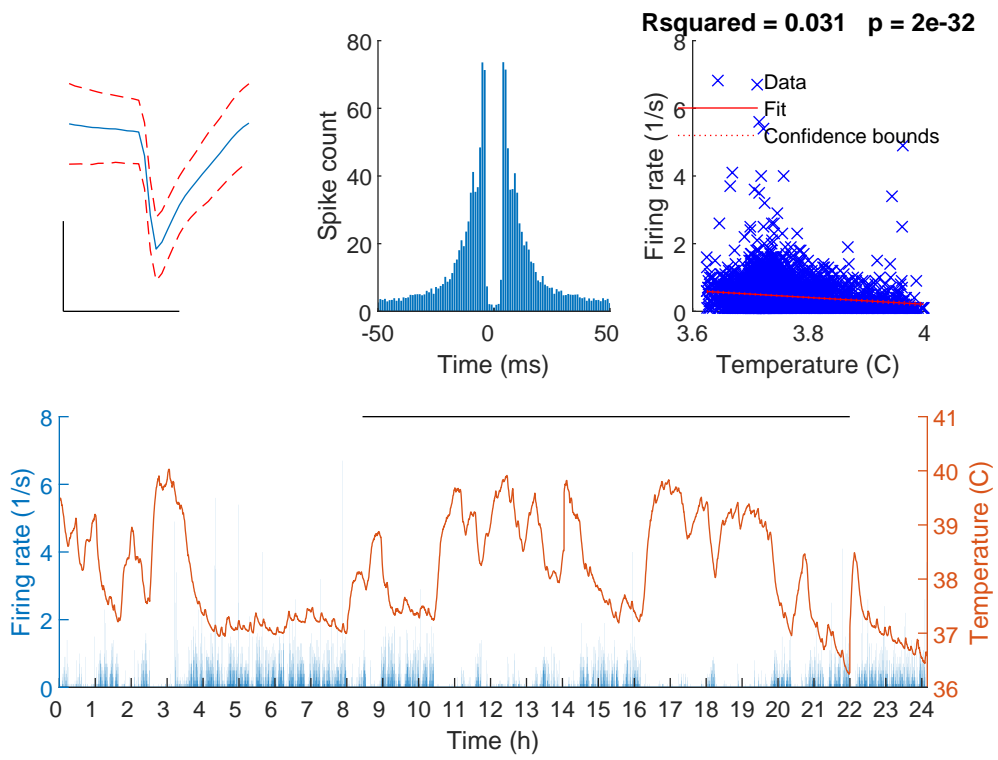 Rsquared = 0.031 p = 2e-32
80
60
40
20
0
Spike count
-50
0
50
Time (ms)
8
6
4
2
0
Firing rate (1/s)
Data
Fit
Confidence bounds
3.6
3.8
4
Temperature (C)
8
6
4
2
0
Firing rate (1/s)
41
40
39
38
37
36
Temperature (C)
0 1 2 3 4 5 6 7 8 9 10 11 12 13 14 15 16 17 18 19 20 21 22 23 24
Time (h)